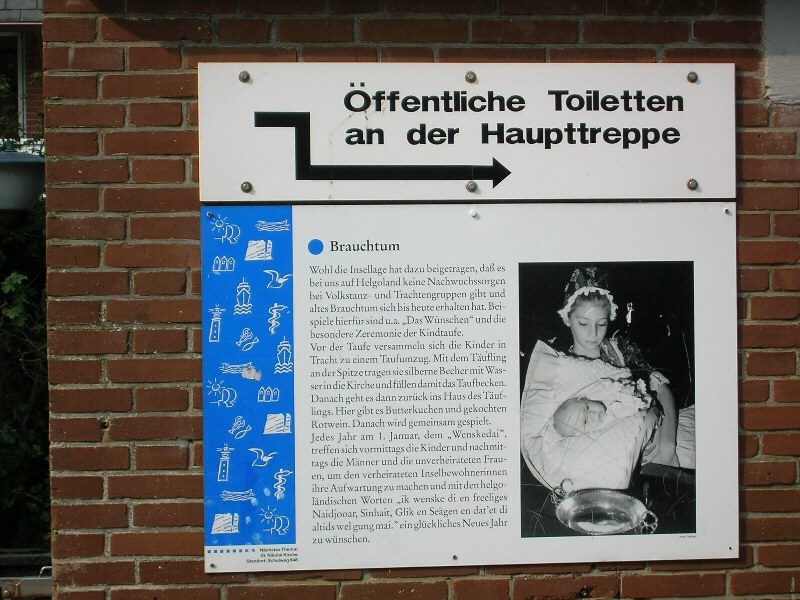 Öffentliche Toiletten
an der Haupttreppe
Brauchtum
Wohl die Insellage hat dazu beigetragen, daß es
bei uns auf Helgoland keine Nachwuchssorgen
bei Volkstanz- und Trachtengruppen gibt und
altes Brauchtum sich bis heute erhalten hat. Bei-
spiele hierfür sind u.a. „Das Wünschen" und die
besondere Zeremonie der Kindtaufe.
Vor der Taufe versammeln sich die Kinder in
Tracht zu einem Taufumzug. Mit dem Täufling
an der Spitze tragen sie silberne Becher mit Was-
ser in die Kirche und füllen damit das Taufbecken.
Danach geht es dann zurück ins Haus des Täuf-
lings. Hier gibt es Butterkuchen und gekochten
Rotwein. Danach wird gemeinsam gespielt.
Jedes Jahr am 1. Januar, dem „Wenskedai",
treffen sich vormittags die Kinder und nachmit-
tags die Männer und die unverheirateten Frau-
en, um den verheirateten Inselbewohnerinnen
ihre Aufwartung zu machen und mit den helgo-
ländischen Worten „ik wenske di en freeliges
Naidjooar, Sinhait, Glik en Seägen en dat'et di
altids wel gung mai." ein glückliches Neues Jahr
zu wünschen.
Nächstes Thema:
St. Nikolai Kirche
Standort: Schulweg 648